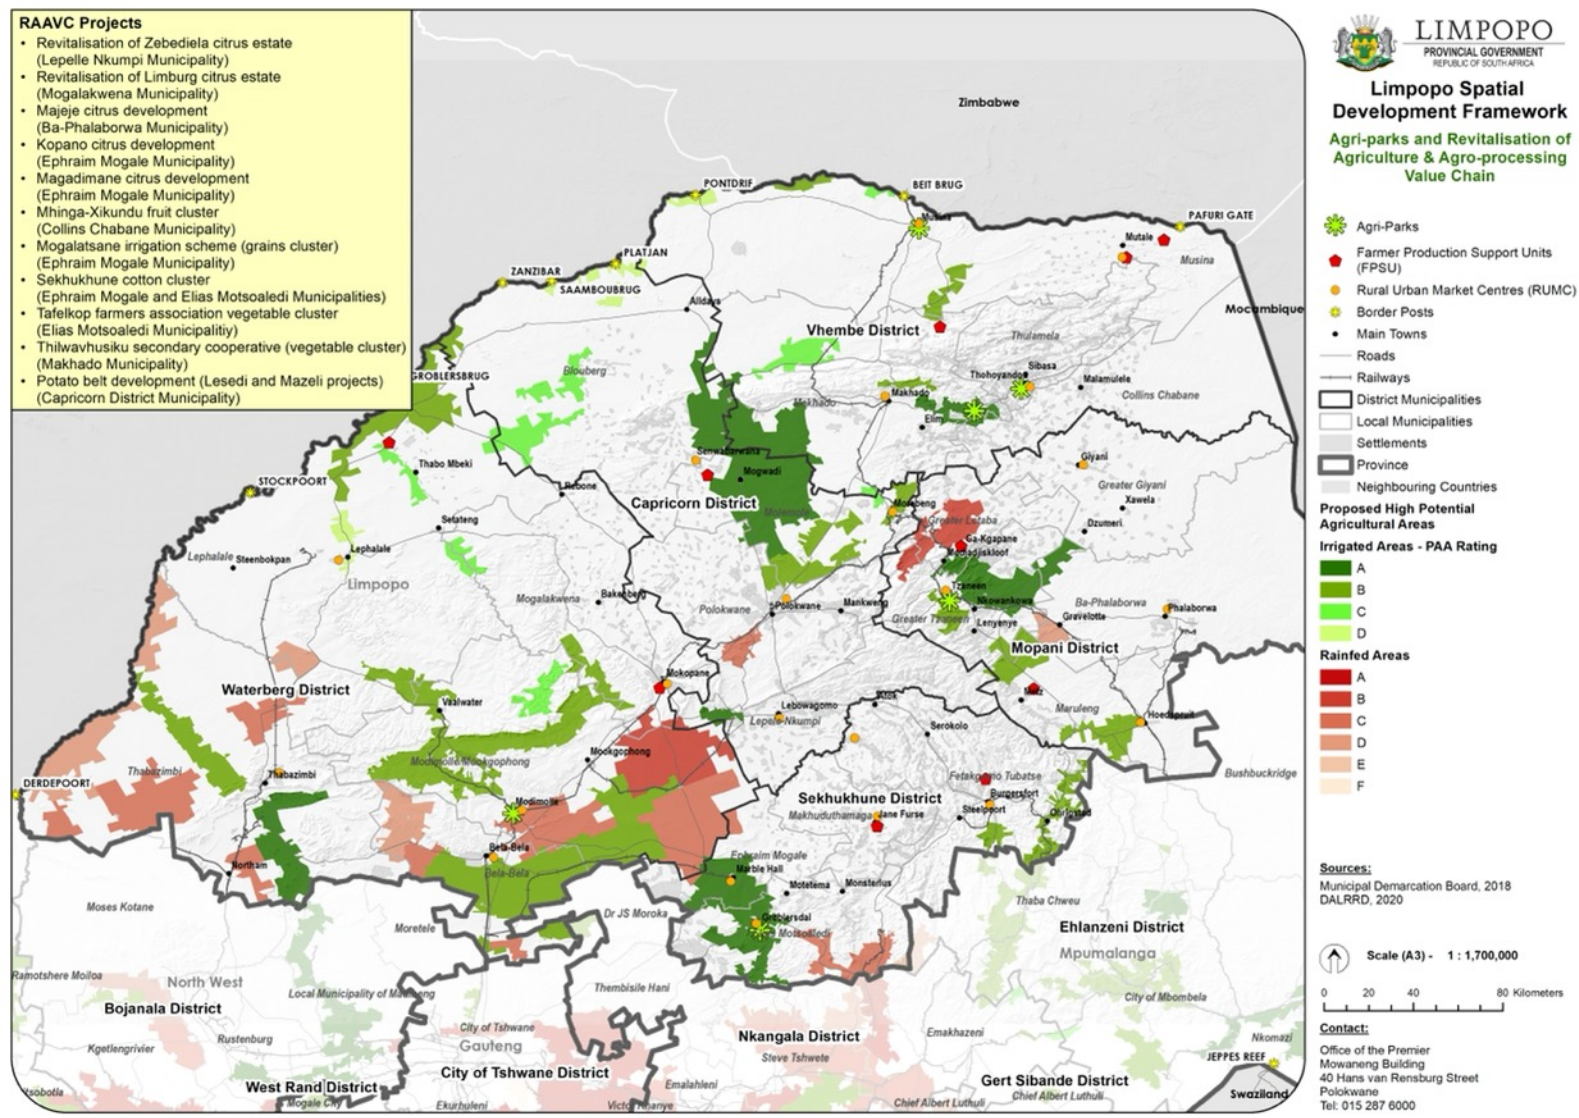 RAAVC Projects
• Revitalisation of Zebediela citrus estate
(Lepelle Nkumpi Municipality)
• Revitalisation of Limburg citrus estate
(Mogalakwena Municipality)
• Majeje citrus development
(Ba-Phalaborwa Municipality)
• Kopano citrus development
(Ephraim Mogale Municipality)
• Magadimane citrus development
(Ephraim Mogale Municipality)
• Mhinga-Xikundu fruit cluster
(Collins Chabane Municipality)
• Mogalatsane irrigation scheme (grains cluster)
(Ephraim Mogale Municipality)
• Sekhukhune cotton cluster
(Ephraim Mogale and Elias Motsoaledi Municipalities)
• Tafelkop farmers association vegetable cluster
(Elias Motsoaledi Municipalitiy)
• Thilwavhusiku secondary cooperative (vegetable cluster)
(Makhado Municipality)
• Potato belt development (Lesedi and Mazeli projects)
(Capricorn District Municipality)
Zimbabwe
PONTDRIF
BEIT BRUG
PAFURI GATE
Musina
Mutale
Musina
PLATJAN
ZANZIBAR
SAAMBOUBRUG
Alldays
Mocambique
Vhembe District
Thulamela
Blouberg
GROBLERSBRUG
Sibasa
Thohoyandou
Malamulele
Collins Chabane
Makhado
Makhado
Elim
Senwabarwana
Mogwadi
Giyani
Greater Giyani
Thabo Mbeki
STOCKPOORT
Rebone
Capricorn District
Molemole
Morebeng
Xawela
Greater Letaba
Dzumeri
Setateng
Ga-Kgapane
Modjadjiskloof
Lephalale
Steenbokpan
Lephalale
Limpopo
Mogalakwena
Bakenberg
Polokwane
Polokwane
Mankweng
Tzaneen
Nkowankowa
Greater Tzaneen
Lenyenye
Ba-Phalaborwa
Phalaborwa
Gravelotte
Mopani District
Waterberg District
Mokopane
Vaalwater
Lebowagomo
Lepele-Nkumpi
Maruleng
Hoedspruit
Serokolo
Mookgophong
Modimolle/Mookgophong
Thabazimbi
Thabazimbi
DERDEPOORT
Bushbuckridge
Fetakgomo Tubatse
Sekhukhune District
Burgersfort
Makhuduthamaga
Jane Furse
Steelpoort
Ohrigstad
Modimolle
Bela-Bela
Bela-Bela
Northam
Ephraim Mogale
Marble Hall
Motetema
Monsterlus
Groblersdal
Motsoaledi
Moses Kotane
Moretele
Dr JS Moroka
Thaba Chweu
Ehlanzeni District
Mpumalanga
Ramotshere Moiloa
North West
Local Municipality of Madibeng
Bojanala District
Thembisile Hani
City of Mbombela
Rustenburg
Kgetlengrivier
City of Tshwane
Gauteng
City of Tshwane District
Nkangala District
Steve Tshwete
Emakhazeni
Nkomazi
JEPPES REEF
West Rand District
Mogale City
Ekurhuleni
Emalahleni
Gert Sibande District
Chief Albert Luthuli
Chief Albert Luthuli
Swaziland
LIMPOPO
PROVINCIAL GOVERNMENT
REPUBLIC OF SOUTH AFRICA
Limpopo Spatial
Development Framework
Agri-parks and Revitalisation of
Agriculture & Agro-processing
Value Chain
Agri-Parks
Farmer Production Support Units
(FPSU)
Rural Urban Market Centres (RUMC)
Border Posts
Main Towns
Roads
Railways
District Municipalities
Local Municipalities
Settlements
Province
Neighbouring Countries
Proposed High Potential
Agricultural Areas
Irrigated Areas - PAA Rating
A
B
C
D
Rainfed Areas
A
B
C
D
E
F
Sources:
Municipal Demarcation Board, 2018
DALRRD, 2020
Scale (A3) - 1 : 1,700,000
0 20 40 80 Kilometers
Contact:
Office of the Premier
Mowaneng Building
40 Hans van Rensburg Street
Polokwane
Tel: 015 287 6000